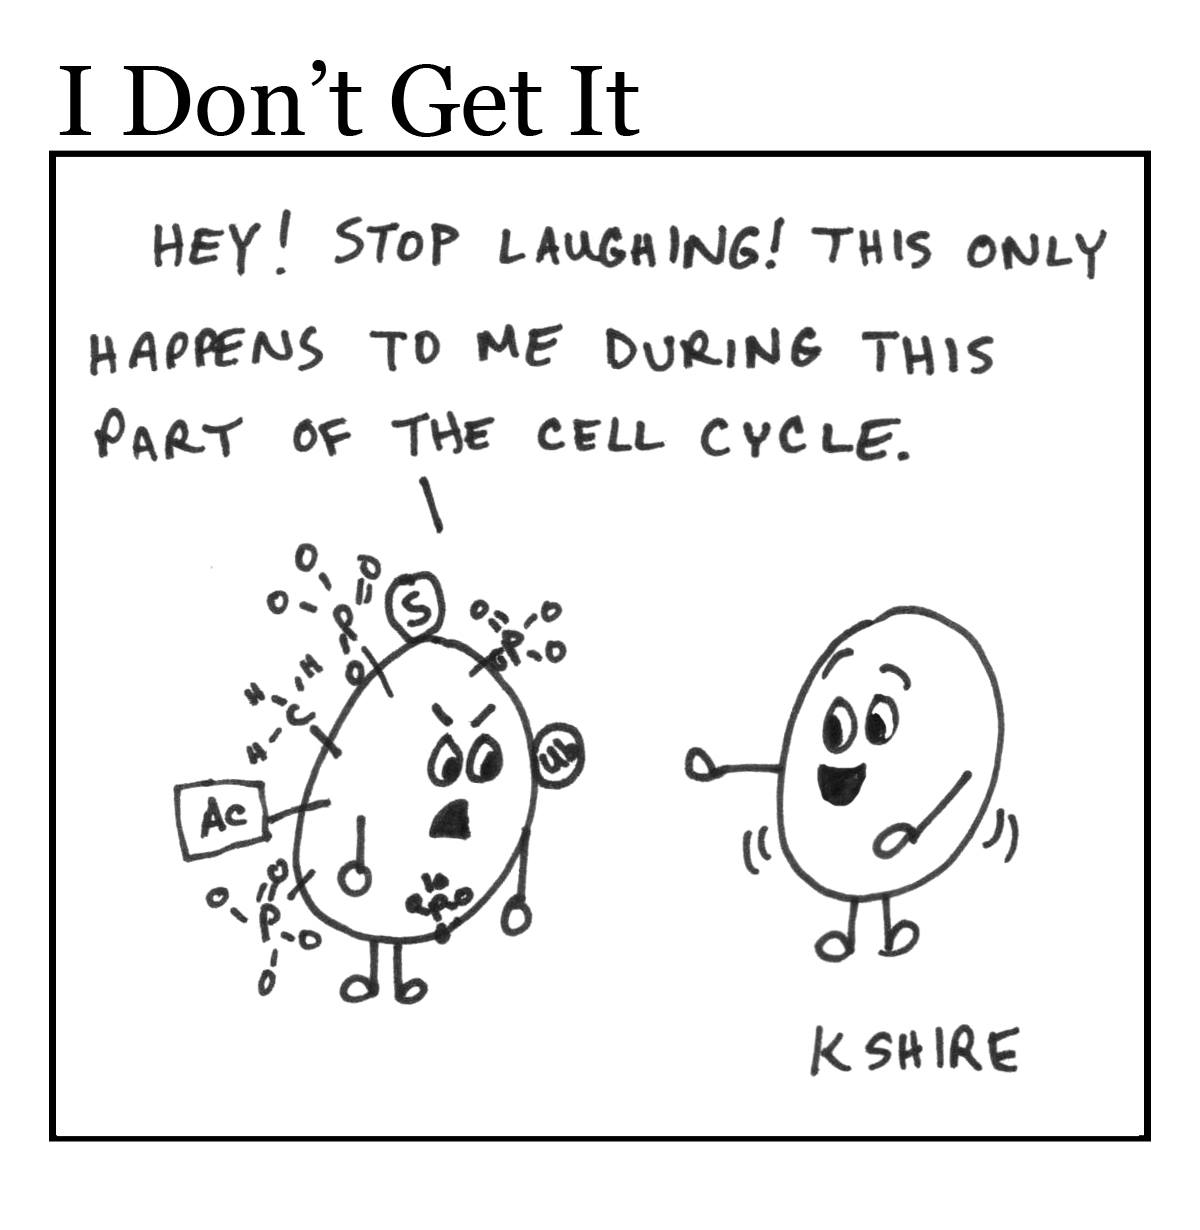 I Don't Get It
HEY! STOP LAUGHING! THIS ONLY
HAPPENS TO ME DURING THIS
PART OF THE CELL CYCLE.
O O O P O
S
O O P O O
H H C H
Ac
Ub
O O P O O
O O P O
KSHIRE